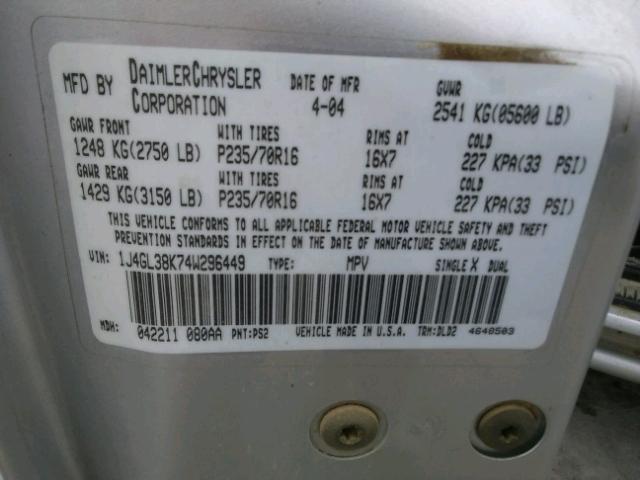 MFD BY DAIMLERCHRYSLER CORPORATION DATE OF MFR 4-04 GVWR 2541 KG(05600 LB)
GAWR FRONT WITH TIRES RIMS AT COLD
1248 KG(2750 LB) P235/70R16 16X7 227 KPA(33 PSI)
GAWR REAR WITH TIRES RIMS AT COLD
1429 KG(3150 LB) P235/70R16 16X7 227 KPA(33 PSI)
THIS VEHICLE CONFORMS TO ALL APPLICABLE FEDERAL MOTOR VEHICLE SAFETY AND THEFT
PREVENTION STANDARDS IN EFFECT ON THE DATE OF MANUFACTURE SHOWN ABOVE.
VIN: 1J4GL38K74W296449 TYPE: MPV SINGLE X DUAL
MDH: 042211 080AA PNT:PS2 VEHICLE MADE IN U.S.A. TRM:DLD2 4648503